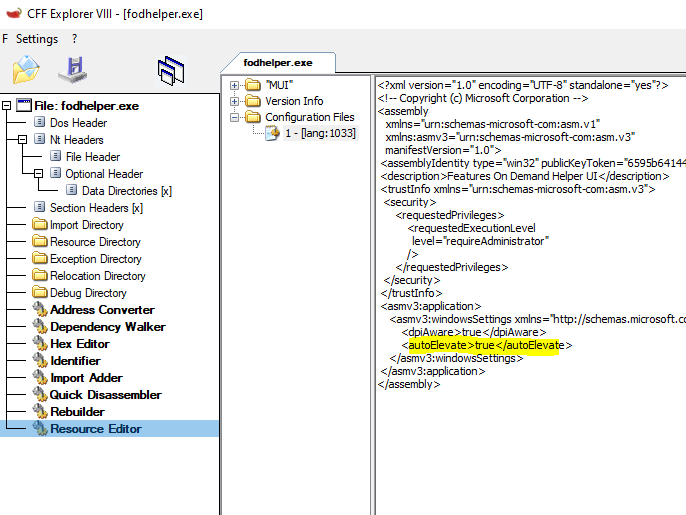 CFF Explorer VIII - [fodhelper.exe]
F Settings ?
fodhelper.exe
File: fodhelper.exe
Dos Header
Nt Headers
File Header
Optional Header
Data Directories [x]
Section Headers [x]
Import Directory
Resource Directory
Exception Directory
Relocation Directory
Debug Directory
Address Converter
Dependency Walker
Hex Editor
Identifier
Import Adder
Quick Disassembler
Rebuilder
Resource Editor
"MUI"
Version Info
Configuration Files
1 - [lang:1033]
<?xml version="1.0" encoding="UTF-8" standalone="yes"?>
<!-- Copyright (c) Microsoft Corporation -->
<assembly
xmlns="urn:schemas-microsoft-com:asm.v1"
xmlns:asmv3="urn:schemas-microsoft-com:asm.v3"
manifestVersion="1.0">
<assemblyIdentity type="win32" publicKeyToken="6595b64144
<description>Features On Demand Helper UI</description>
<trustInfo xmlns="urn:schemas-microsoft-com:asm.v3">
<security>
<requestedPrivileges>
<requestedExecutionLevel
level="requireAdministrator"
/>
</requestedPrivileges>
</security>
</trustInfo>
<asmv3:application>
<asmv3:windowsSettings xmlns="http://schemas.microsoft.co
<dpiAware>true</dpiAware>
<autoElevate>true</autoElevate>
</asmv3:windowsSettings>
</asmv3:application>
</assembly>